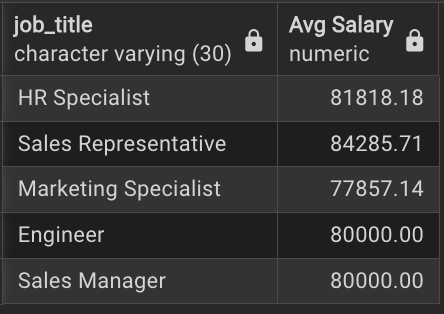 job_title Avg Salary
character varying (30) numeric
HR Specialist 81818.18
Sales Representative 84285.71
Marketing Specialist 77857.14
Engineer 80000.00
Sales Manager 80000.00